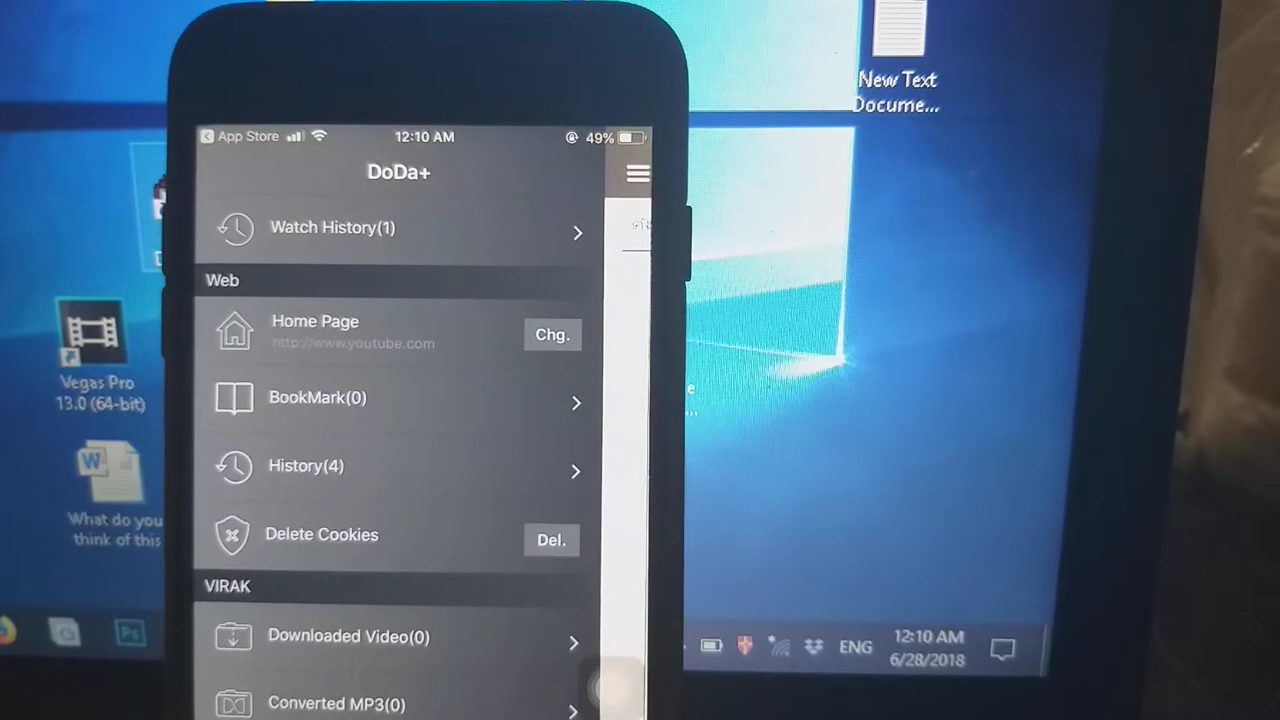 New Text
Docume...
App Store
12:10 AM
49%
DoDa+
Watch History(1)
Web
Home Page
http://www.youtube.com
Chg.
BookMark(0)
History(4)
Delete Cookies
Del.
VIRAK
Downloaded Video(0)
Converted MP3(0)
Vegas Pro
13.0 (64-bit)
W
What do you
think of this
Ps
ENG
12:10 AM
6/28/2018